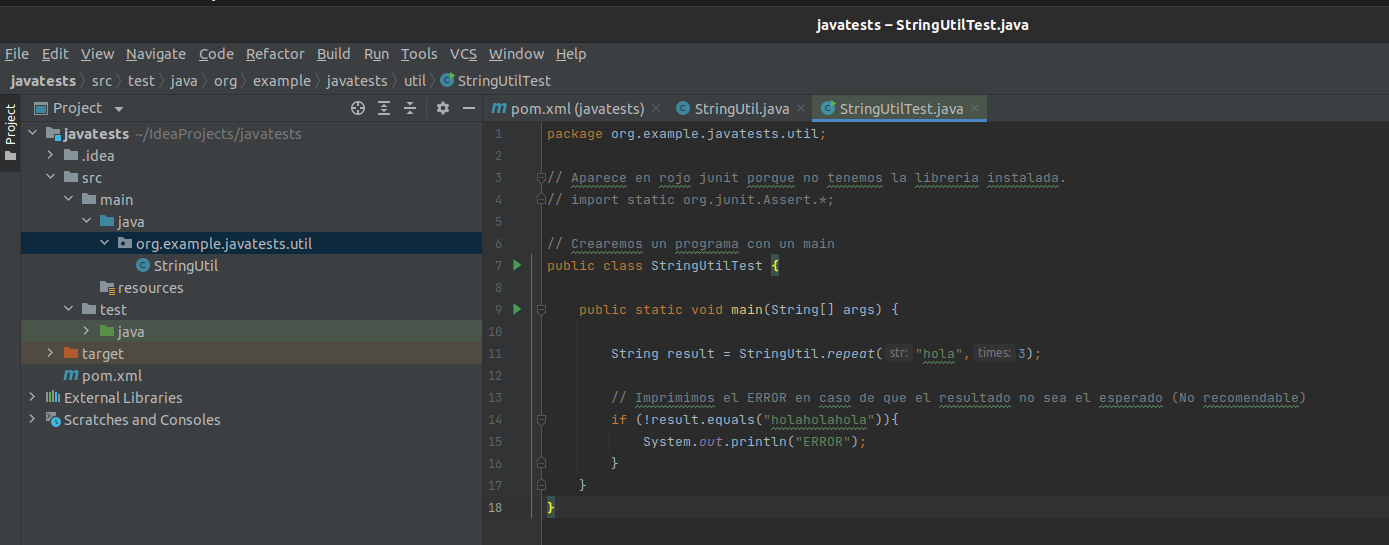 javatests – StringUtilTest.java
File Edit View Navigate Code Refactor Build Run Tools VCS Window Help
javatests src test java org example javatests util StringUtilTest
Project
Project
pom.xml (javatests) StringUtil.java StringUtilTest.java
javatests ~/IdeaProjects/javatests
.idea
src
main
java
org.example.javatests.util
StringUtil
resources
test
java
target
pom.xml
External Libraries
Scratches and Consoles
1 package org.example.javatests.util;
2
3 // Aparece en rojo junit porque no tenemos la libreria instalada.
4 // import static org.junit.Assert.*;
5
6 // Crearemos un programa con un main
7 public class StringUtilTest {
8
9 public static void main(String[] args) {
10
11 String result = StringUtil.repeat( str: "hola", times: 3);
12
13 // Imprimimos el ERROR en caso de que el resultado no sea el esperado (No recomendable)
14 if (!result.equals("holaholahola")){
15 System.out.println("ERROR");
16 }
17 }
18 }